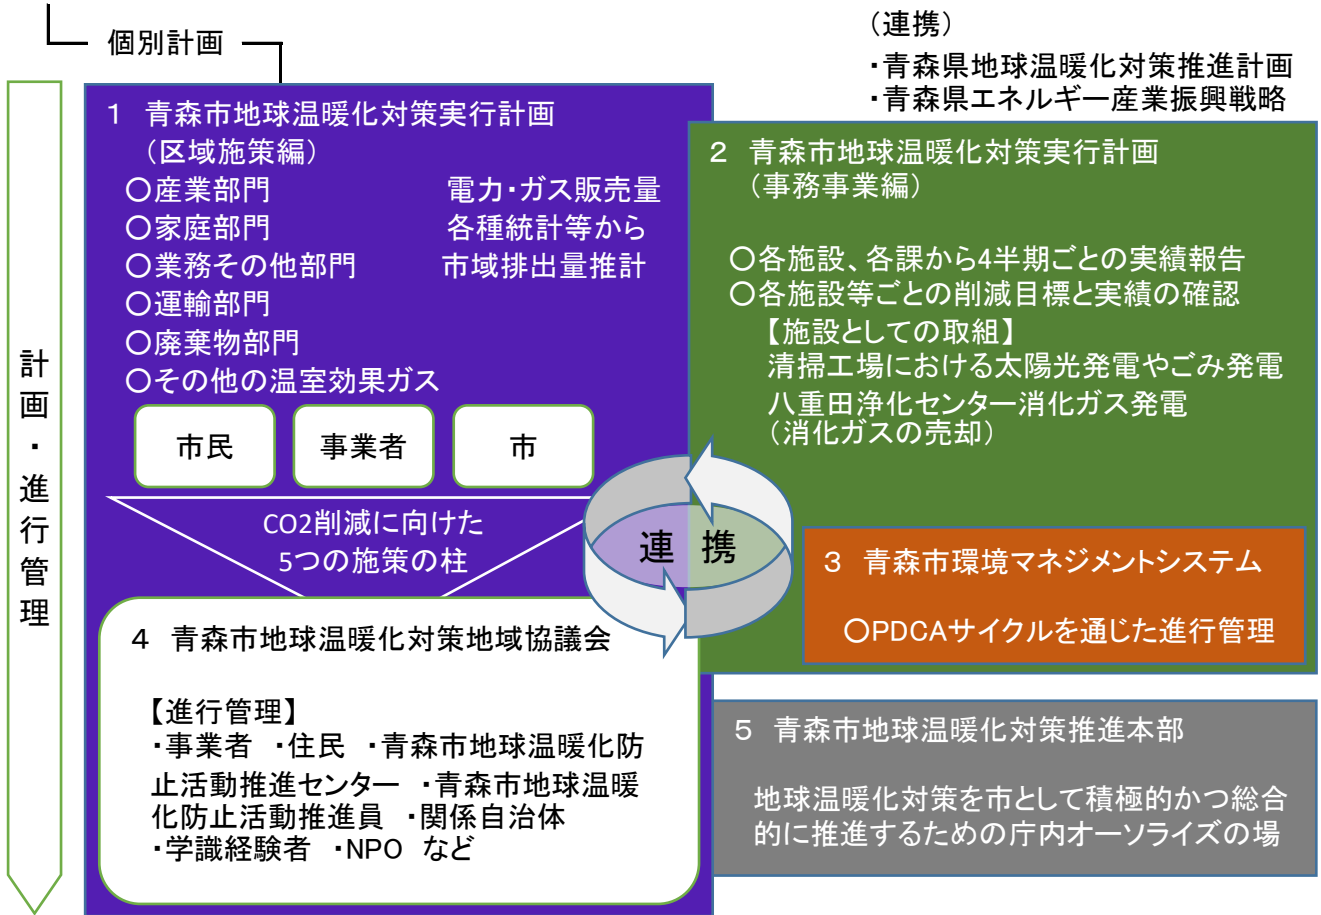 個別計画
(連携)
・青森県地球温暖化対策推進計画
・青森県エネルギー産業振興戦略
計画・進行管理
1 青森市地球温暖化対策実行計画
(区域施策編)
○産業部門 電力・ガス販売量
○家庭部門 各種統計等から
○業務その他部門 市域排出量推計
○運輸部門
○廃棄物部門
○その他の温室効果ガス
市民 事業者 市
CO2削減に向けた
5つの施策の柱
2 青森市地球温暖化対策実行計画
(事務事業編)
○各施設、各課から4半期ごとの実績報告
○各施設等ごとの削減目標と実績の確認
【施設としての取組】
清掃工場における太陽光発電やごみ発電
八重田浄化センター消化ガス発電
(消化ガスの売却)
連 携
3 青森市環境マネジメントシステム
○PDCAサイクルを通じた進行管理
4 青森市地球温暖化対策地域協議会
【進行管理】
・事業者 ・住民 ・青森市地球温暖化防
止活動推進センター ・青森市地球温暖
化防止活動推進員 ・関係自治体
・学識経験者 ・NPO など
5 青森市地球温暖化対策推進本部
地球温暖化対策を市として積極的かつ総合
的に推進するための庁内オーソライズの場